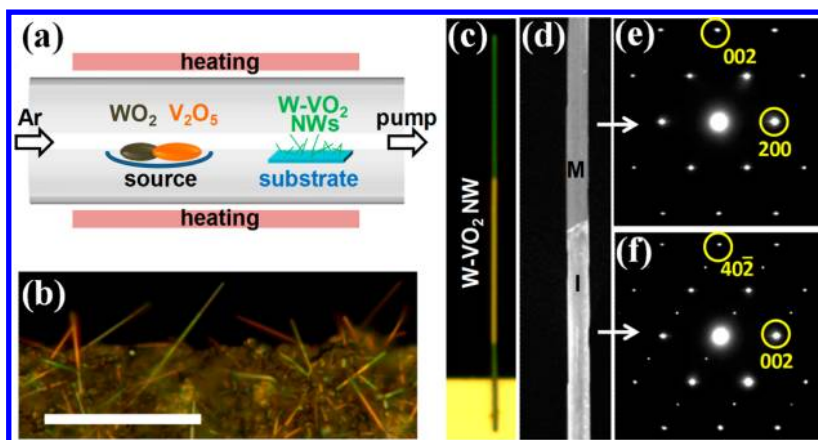 (a)
heating
Ar
WO₂ V₂O₅
W-VO₂
NWs
pump
source
substrate
heating
(b)
(c)
W-VO₂ NW
(d)
M
I
(e)
002
200
(f)
402̅
002